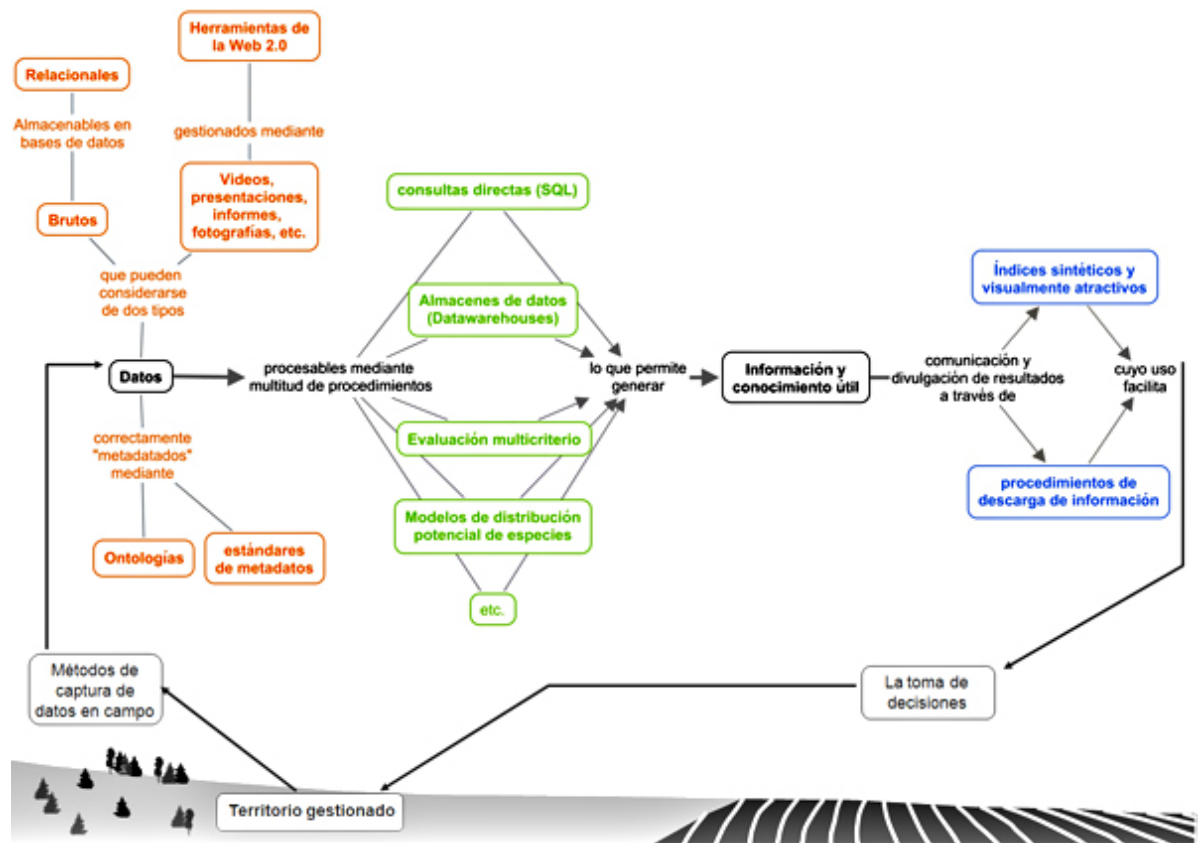 Herramientas de
la Web 2.0
Relacionales
Almacenables en
bases de datos
gestionados mediante
Videos,
presentaciones,
informes,
fotografías, etc.
Brutos
que pueden
considerarse
de dos tipos
Datos
correctamente
"metadatados"
mediante
Ontologías
estándares
de metadatos
procesables mediante
multitud de procedimientos
consultas directas (SQL)
Almacenes de datos
(Datawarehouses)
Evaluación multicriterio
Modelos de distribución
potencial de especies
etc.
lo que permite
generar
Información y
conocimiento útil
comunicación y
divulgación de resultados
a través de
Índices sintéticos y
visualmente atractivos
procedimientos de
descarga de información
cuyo uso
facilita
La toma de
decisiones
Territorio gestionado
Métodos de
captura de
datos en campo